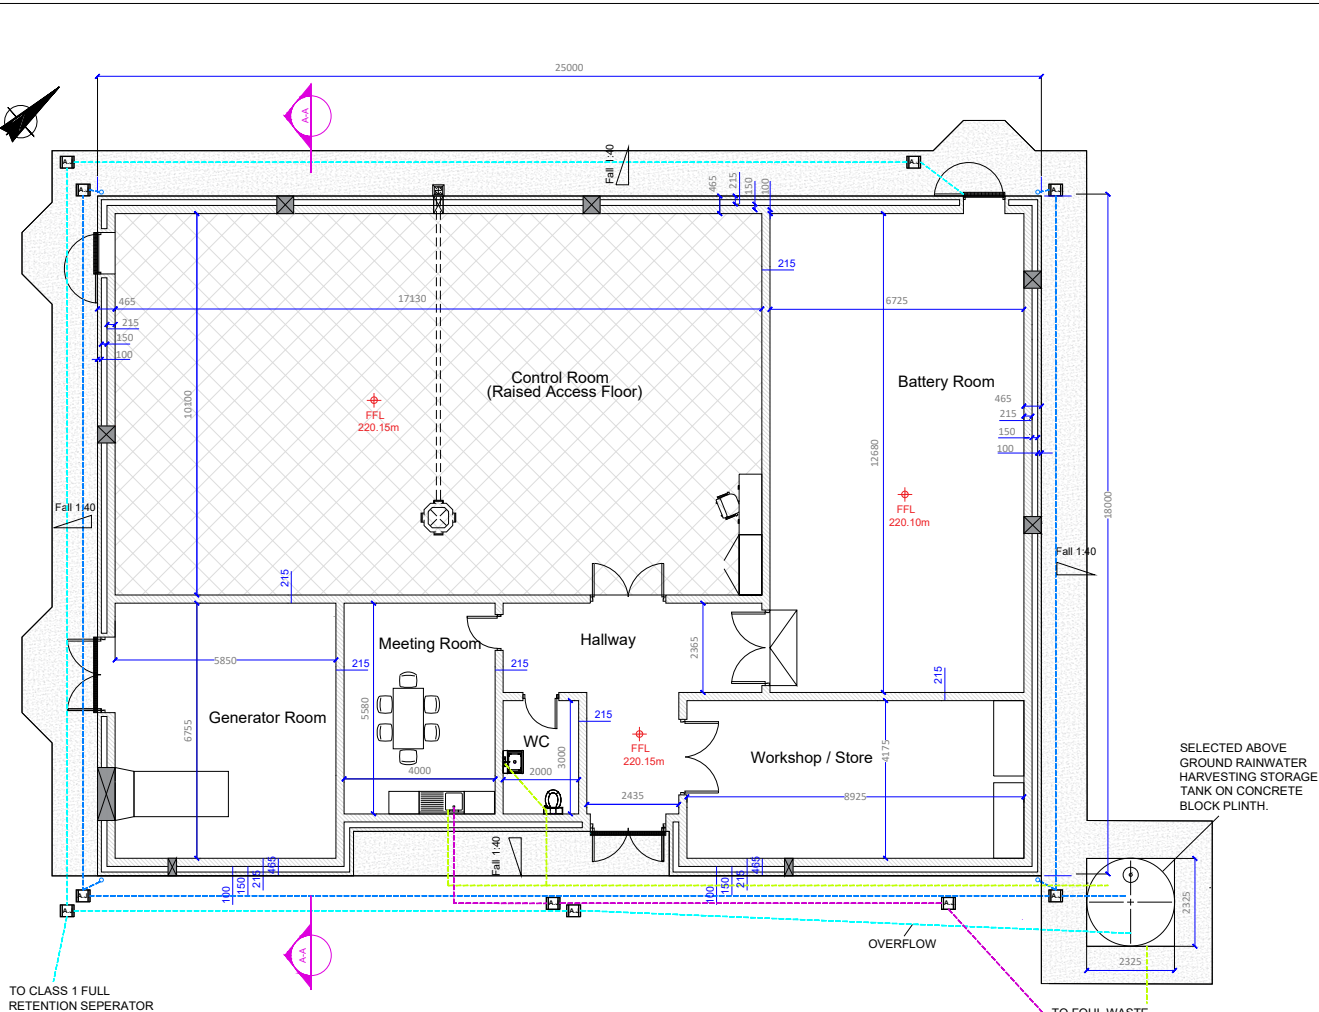 25000
A-A
Fall 1:40
465
215
150
100
215
465
17130
6725
215
150
100
Control Room
(Raised Access Floor)
Battery Room
10100
FFL
220.15m
465
215
150
100
12680
FFL
220.10m
18000
Fall 1:40
Fall 1:40
215
Meeting Room
Hallway
2365
5850
215
215
215
5580
Generator Room
6755
215
WC
3000
FFL
220.15m
Workshop / Store
4175
SELECTED ABOVE
GROUND RAINWATER
HARVESTING STORAGE
TANK ON CONCRETE
BLOCK PLINTH.
4000
2000
2435
8925
Fall 1:40
100
150
215
465
100
150
215
465
2325
2325
OVERFLOW
A-A
TO CLASS 1 FULL
RETENTION SEPERATOR
TO FOUL WASTE